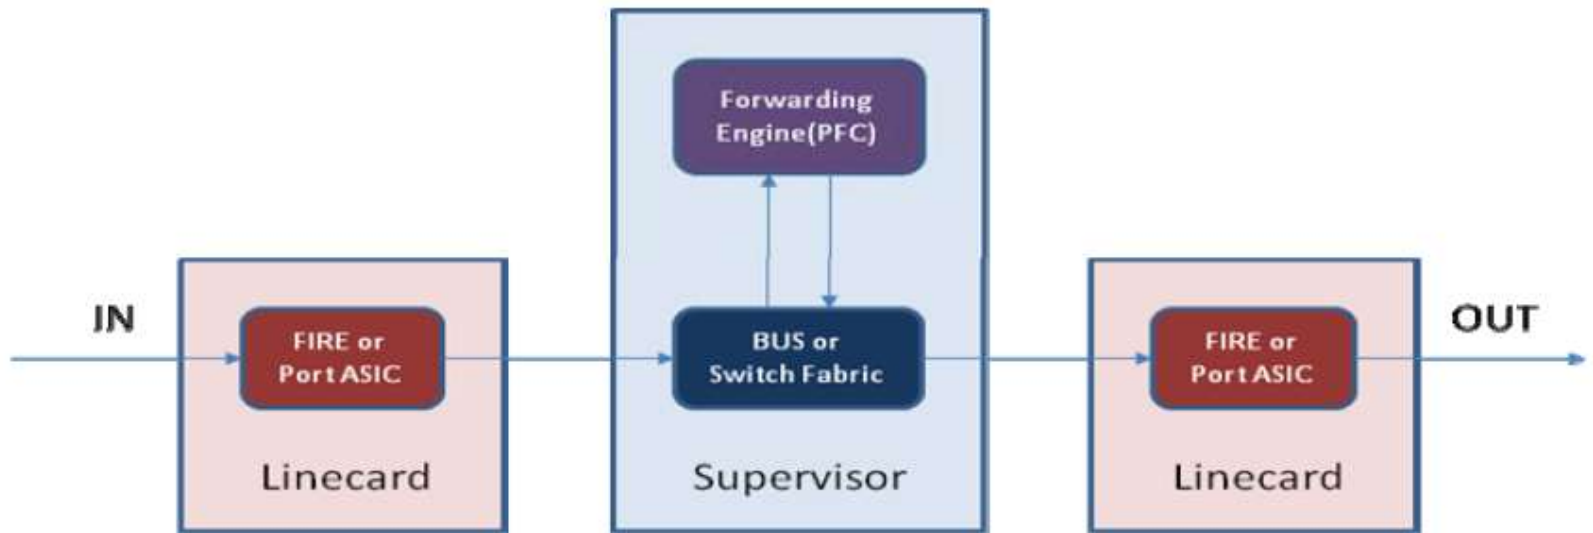 Forwarding
Engine(PFC)
IN
FIRE or
Port ASIC
BUS or
Switch Fabric
FIRE or
Port ASIC
OUT
Linecard
Supervisor
Linecard